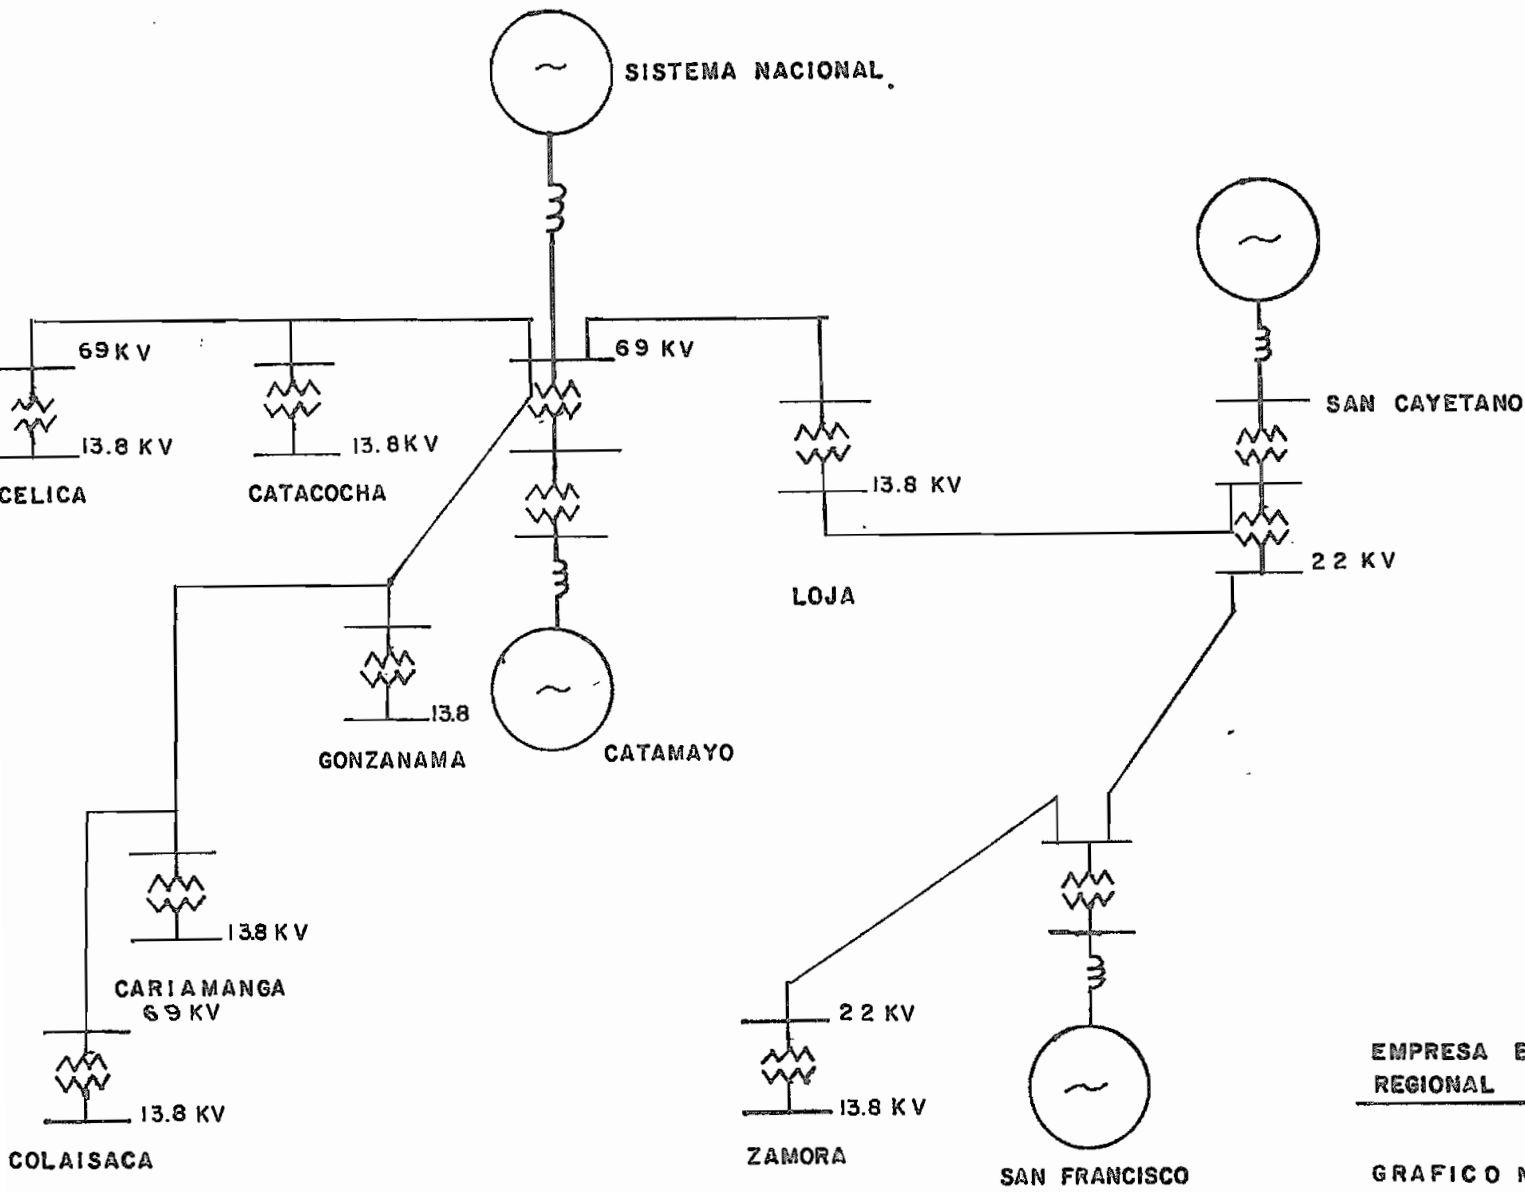 SISTEMA NACIONAL
69 KV
69 KV
SAN CAYETANO
13.8 KV
13.8 KV
13.8 KV
CELICA
CATACOCHA
22 KV
LOJA
13.8
GONZANAMA
CATAMAYO
13.8 KV
CARIAMANGA
69 KV
22 KV
13.8 KV
13.8 KV
COLAISACA
ZAMORA
SAN FRANCISCO
EMPRESA
REGIONAL
GRAFICO